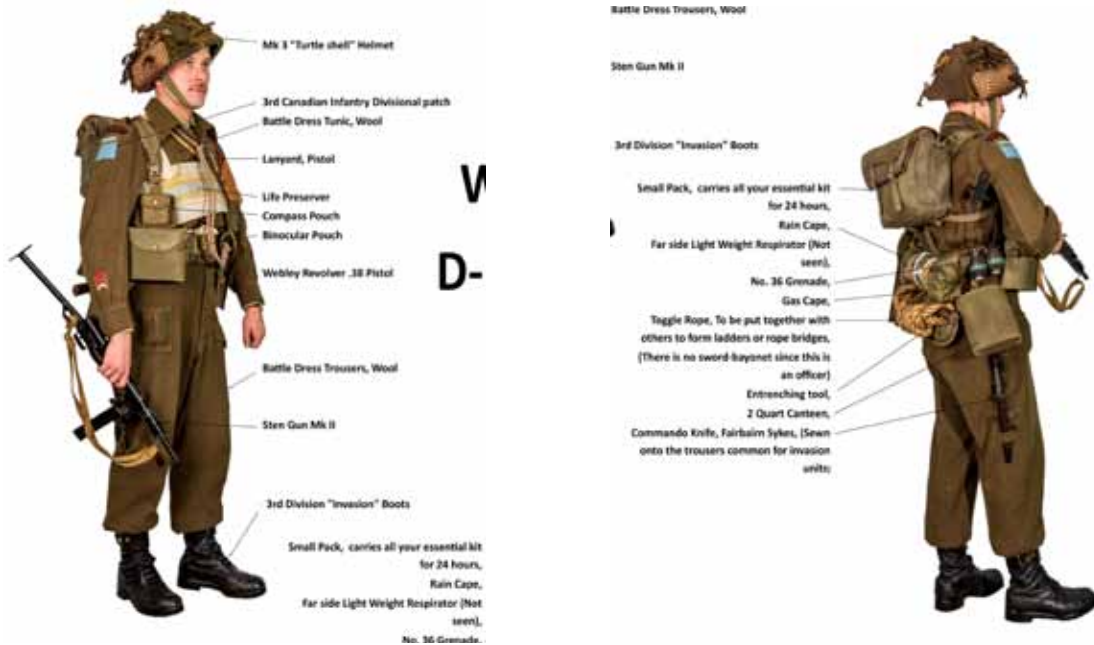 Mk 3 "Turtle shell" Helmet
3rd Canadian Infantry Divisional patch
Battle Dress Tunic, Wool
Lanyard, Pistol
Life Preserver
Compass Pouch
Binocular Pouch
Webley Revolver .38 Pistol
Battle Dress Trousers, Wool
Sten Gun Mk II
3rd Division "Invasion" Boots
Small Pack, carries all your essential kit
for 24 hours,
Rain Cape,
Far side Light Weight Respirator (Not
seen),
No. 36 Grenade,
W
D-
Battle Dress Trousers, Wool
Sten Gun Mk II
3rd Division "Invasion" Boots
Small Pack, carries all your essential kit
for 24 hours,
Rain Cape,
Far side Light Weight Respirator (Not
seen),
No. 36 Grenade,
Gas Cape,
Toggle Rope, To be put together with
others to form ladders or rope bridges,
(There is no sword-bayonet since this is
an officer)
Entrenching tool,
2 Quart Canteen,
Commando Knife, Fairbairn Sykes, (Sewn
onto the trousers common for invasion
units)